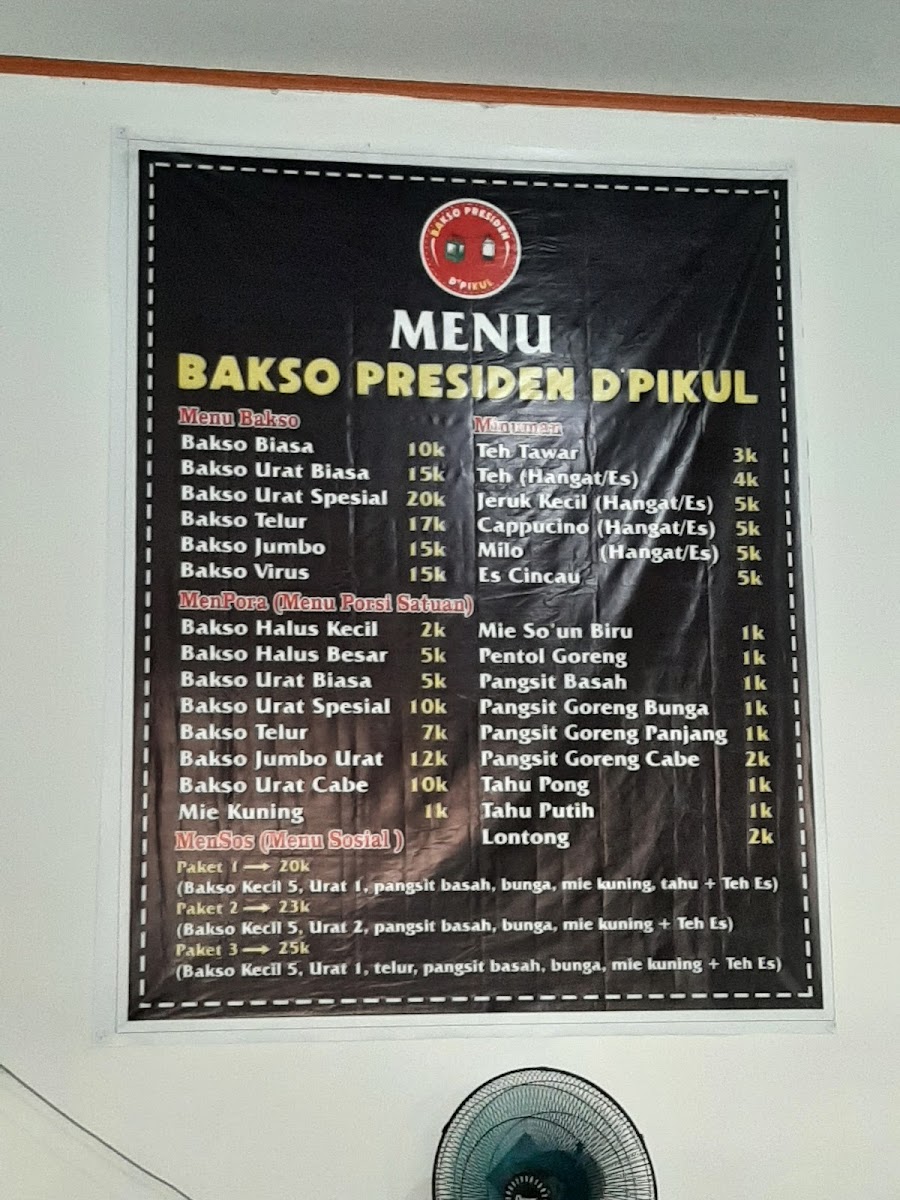 BAKSO PRESIDEN
D'PIKUL
MENU
BAKSO PRESIDEN D'PIKUL
Menu Bakso
Bakso Biasa 10k
Bakso Urat Biasa 15k
Bakso Urat Spesial 20k
Bakso Telur 17k
Bakso Jumbo 15k
Bakso Virus 15k
Minuman
Teh Tawar 3k
Teh (Hangat/Es) 4k
Jeruk Kecil (Hangat/Es) 5k
Cappucino (Hangat/Es) 5k
Milo (Hangat/Es) 5k
Es Cincau 5k
MenPora (Menu Porsi Satuan)
Bakso Halus Kecil 2k
Bakso Halus Besar 5k
Bakso Urat Biasa 5k
Bakso Urat Spesial 10k
Bakso Telur 7k
Bakso Jumbo Urat 12k
Bakso Urat Cabe 10k
Mie Kuning 1k
Mie So'un Biru 1k
Pentol Goreng 1k
Pangsit Basah 1k
Pangsit Goreng Bunga 1k
Pangsit Goreng Panjang 1k
Pangsit Goreng Cabe 2k
Tahu Pong 1k
Tahu Putih 1k
Lontong 2k
MenSos (Menu Sosial )
Paket 1 → 20k
(Bakso Kecil 5, Urat 1, pangsit basah, bunga, mie kuning, tahu + Teh Es)
Paket 2 → 23k
(Bakso Kecil 5, Urat 2, pangsit basah, bunga, mie kuning + Teh Es)
Paket 3 → 25k
(Bakso Kecil 5, Urat 1, telur, pangsit basah, bunga, mie kuning + Teh Es)